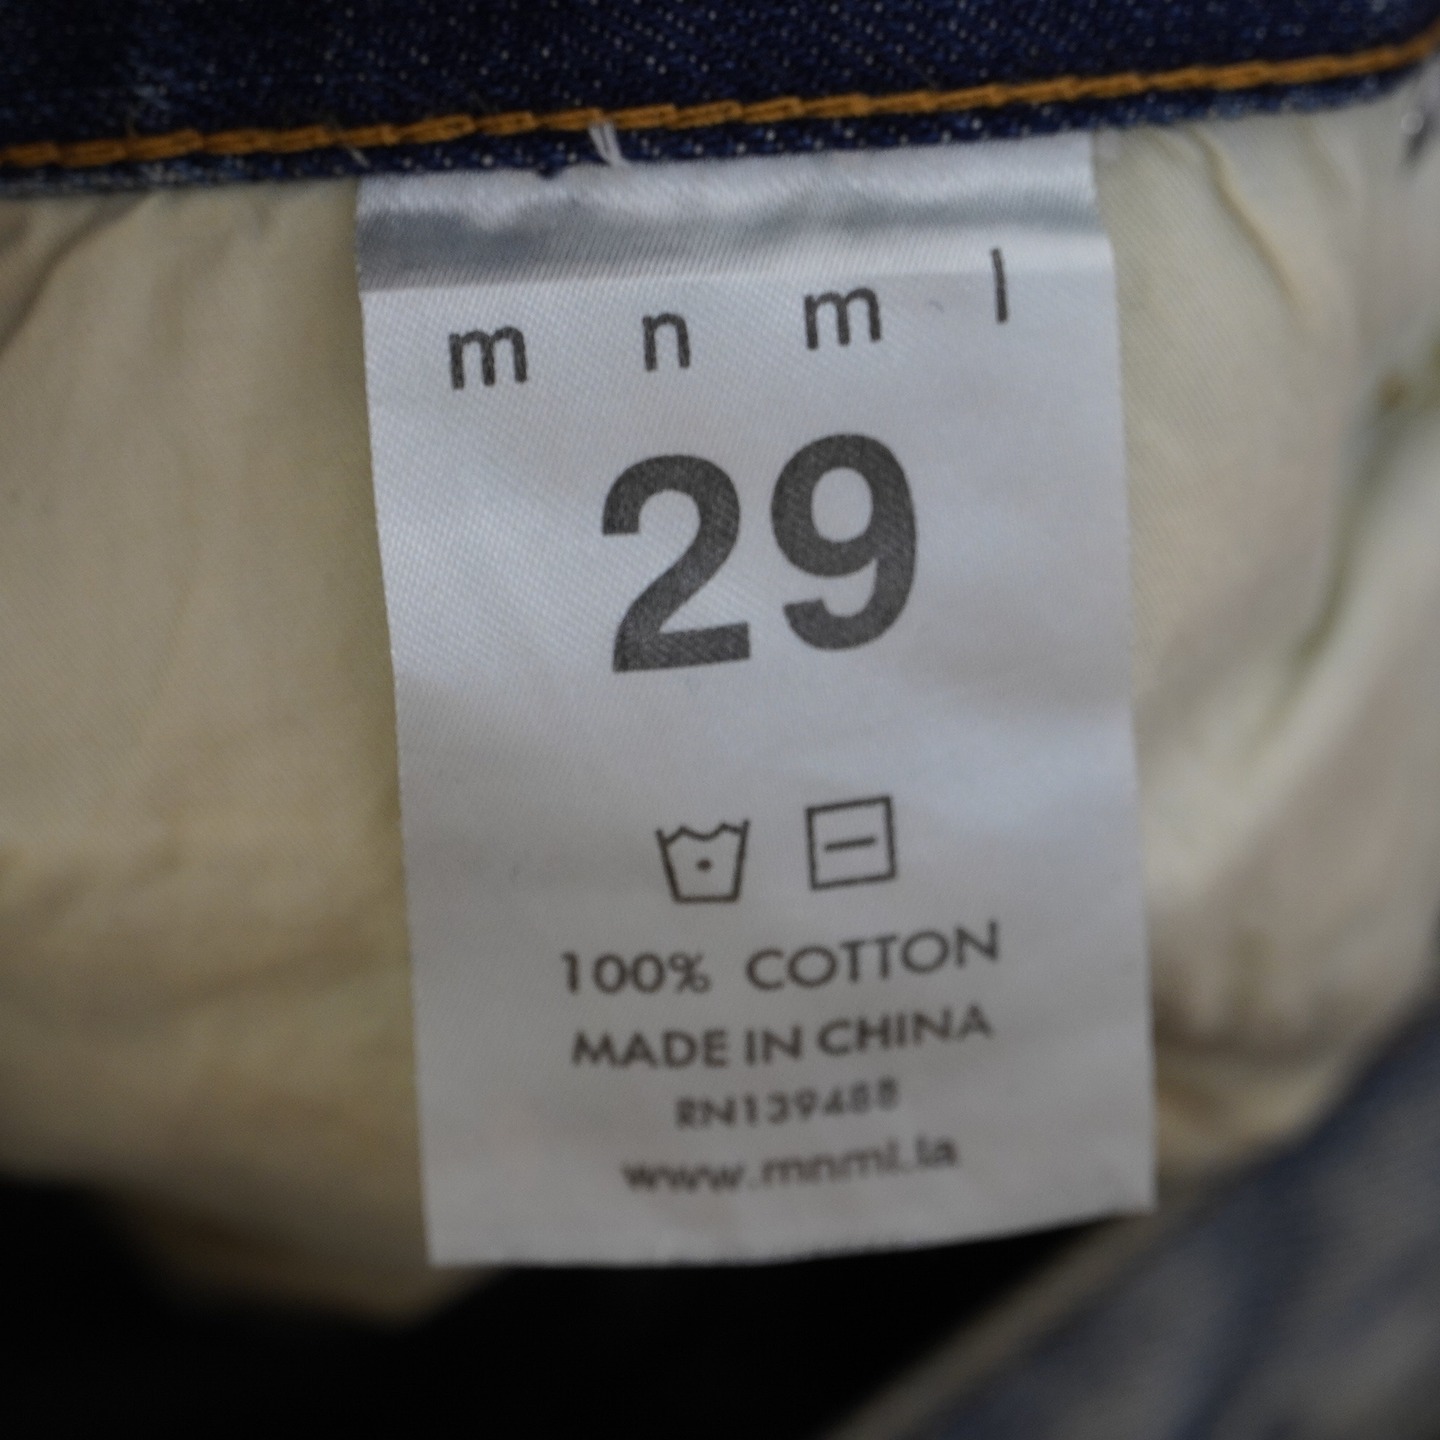 m n m l
29
100% COTTON
MADE IN CHINA
RN139488
www.mnml.la